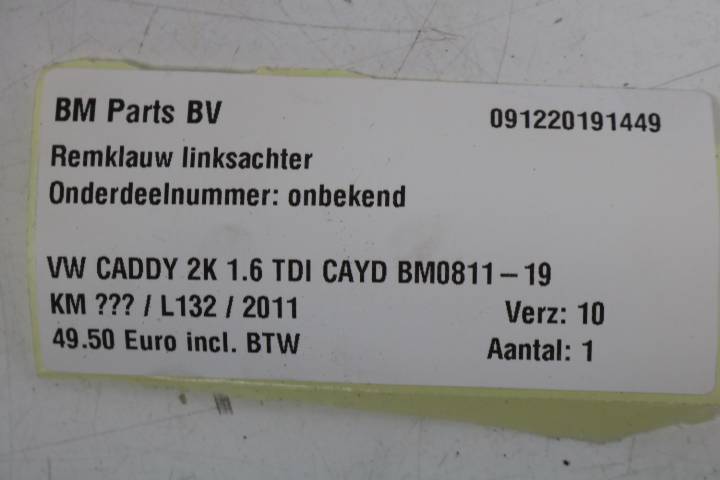 BM Parts BV 091220191449
Remklauw linksachter
Onderdeelnummer: onbekend
VW CADDY 2K 1.6 TDI CAYD BM0811-19
KM ??? / L132 / 2011 Verz: 10
49.50 Euro incl. BTW Aantal: 1